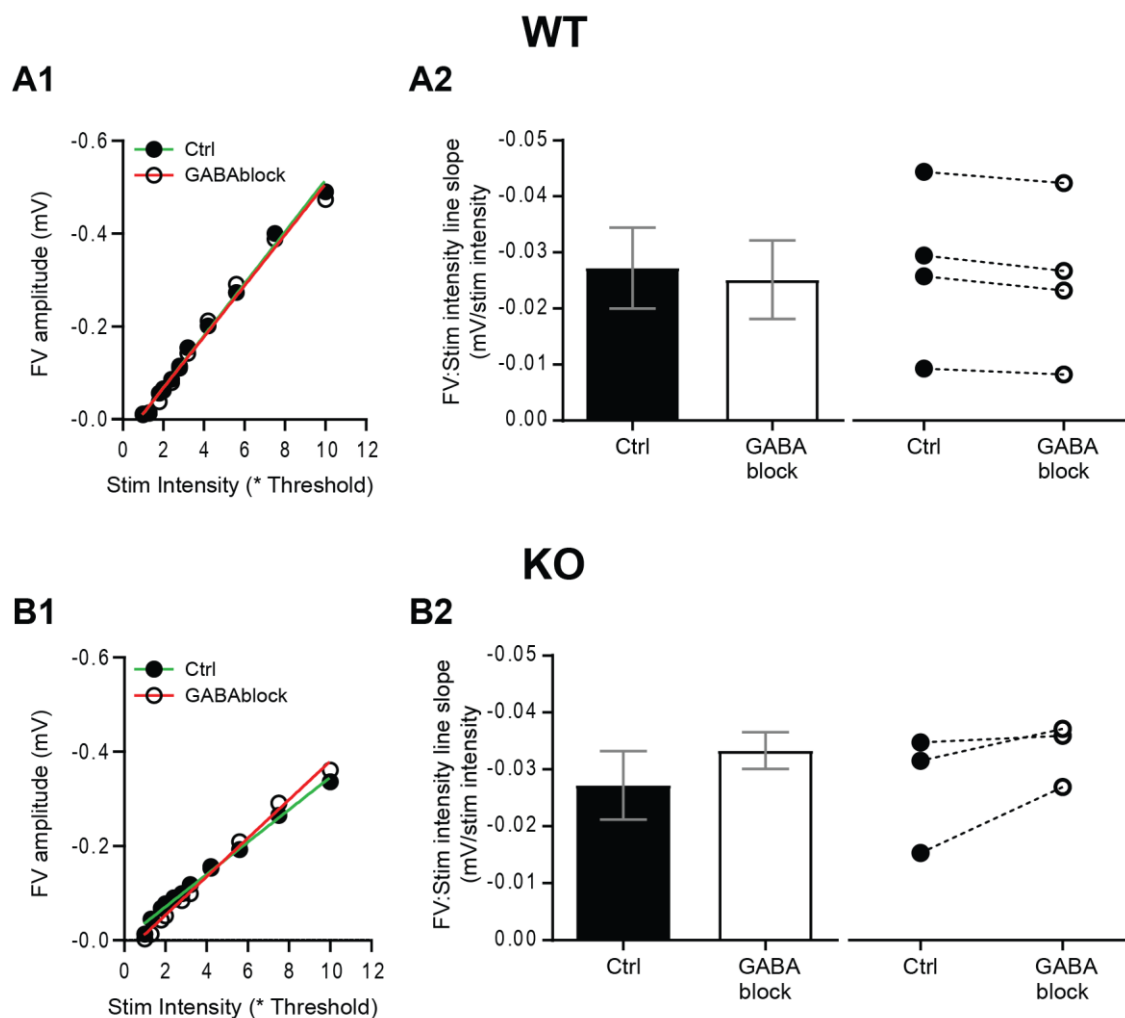 WT
A1
-0.6
-0.4
-0.2
-0.0
FV amplitude (mV)
Ctrl
GABAblock
0 2 4 6 8 10 12
Stim Intensity (* Threshold)
A2
FV:Stim intensity line slope
(mV/stim intensity)
-0.05
-0.04
-0.03
-0.02
-0.01
0.00
Ctrl
GABA
block
Ctrl
GABA
block
KO
B1
-0.6
-0.4
-0.2
-0.0
FV amplitude (mV)
Ctrl
GABAblock
0 2 4 6 8 10 12
Stim Intensity (* Threshold)
B2
FV:Stim intensity line slope
(mV/stim intensity)
-0.05
-0.04
-0.03
-0.02
-0.01
0.00
Ctrl
GABA
block
Ctrl
GABA
block